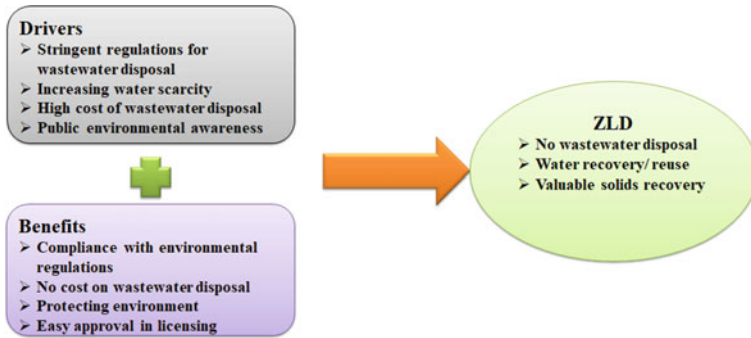 Drivers
➢ Stringent regulations for
wastewater disposal
➢ Increasing water scarcity
➢ High cost of wastewater disposal
➢ Public environmental awareness
Benefits
➢ Compliance with environmental
regulations
➢ No cost on wastewater disposal
➢ Protecting environment
➢ Easy approval in licensing
ZLD
➢ No wastewater disposal
➢ Water recovery/ reuse
➢ Valuable solids recovery